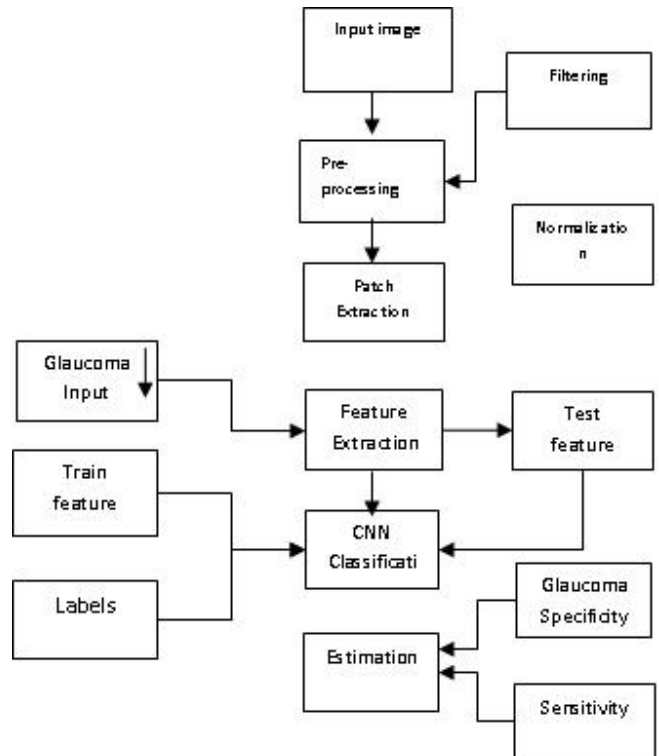 Input image
Filtering
Pre-
processing
Normalizatio
n
Patch
Extraction
Glaucoma
Input
Feature
Extraction
Test
feature
Train
feature
CNN
Classificati
Labels
Glaucoma
Specificity
Estimation
Sensitivity